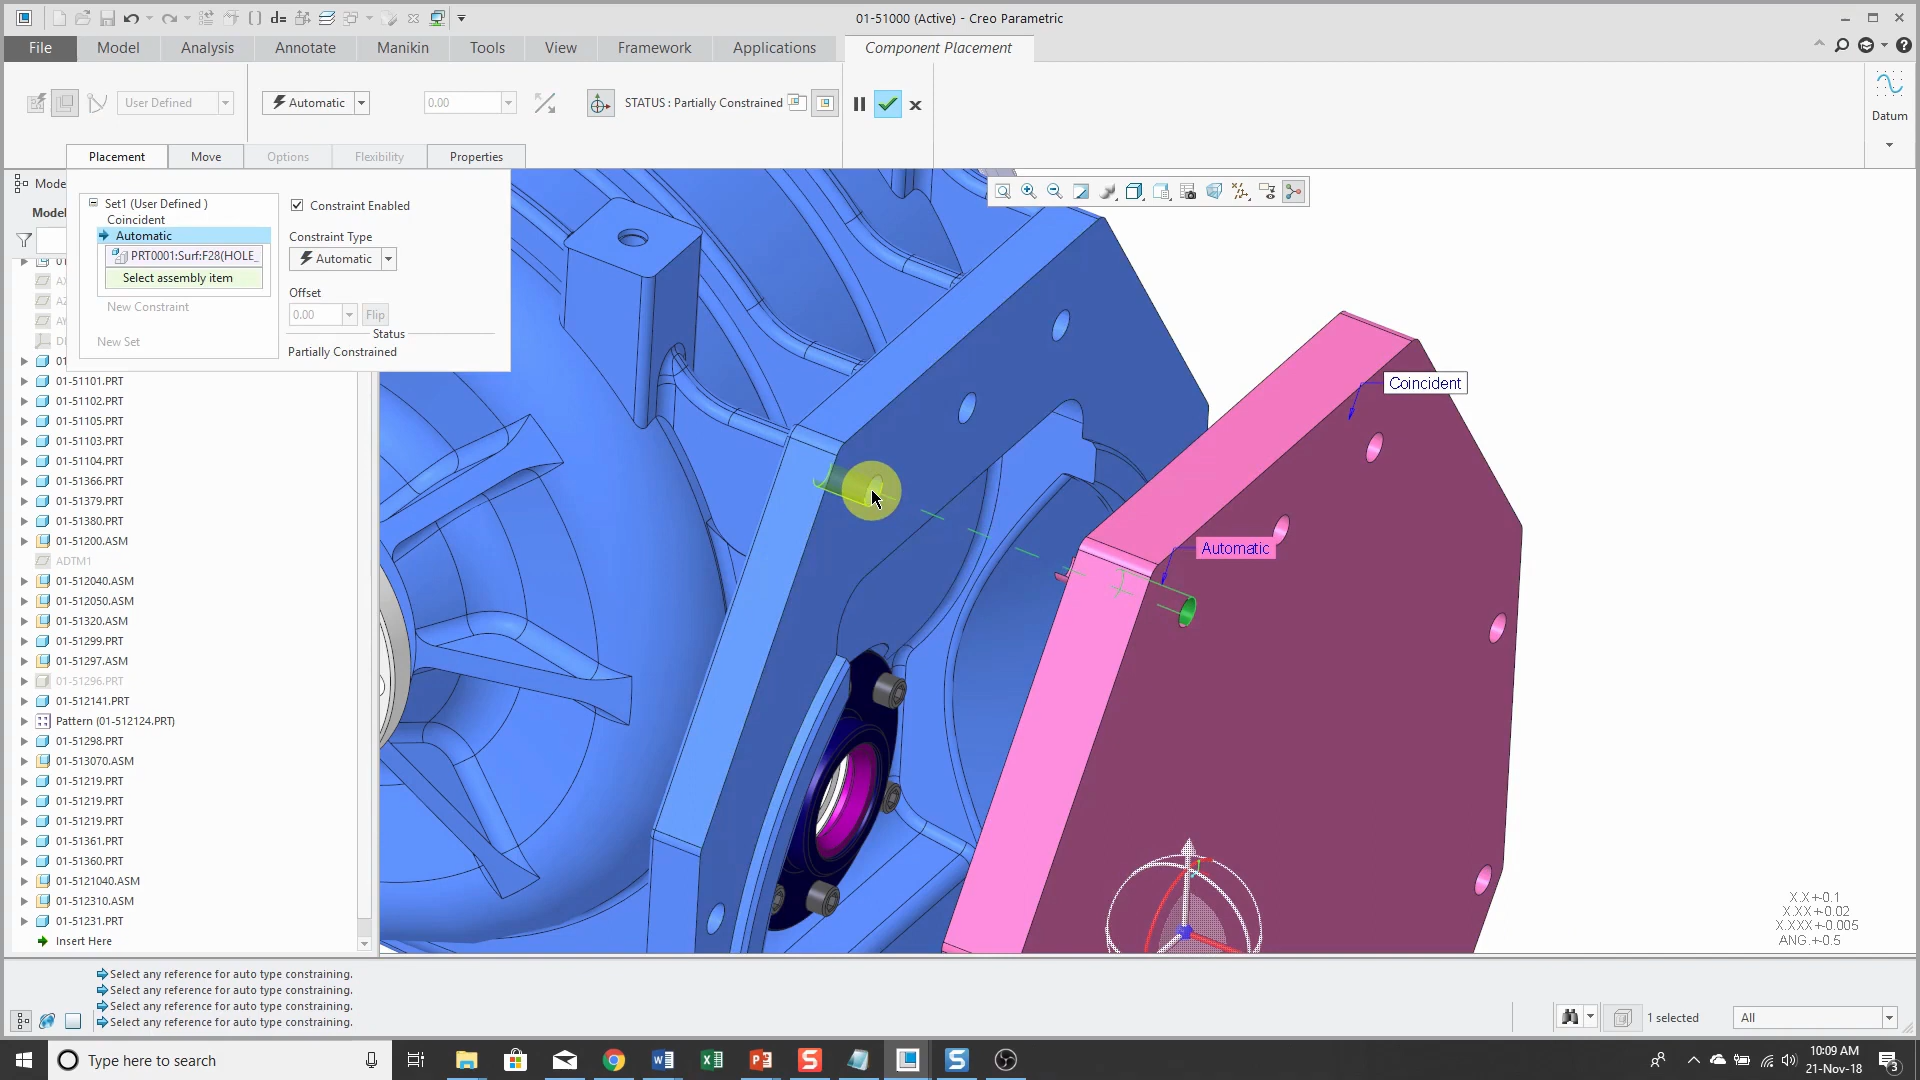 01-51000 (Active) - Creo Parametric
File
Model
Analysis
Annotate
Manikin
Tools
View
Framework
Applications
Component Placement
User Defined
Automatic
0.00
STATUS : Partially Constrained
Datum
Placement
Move
Options
Flexibility
Properties
Set1 (User Defined )
Coincident
Automatic
PRT0001:Surf:F28(HOLE_
Select assembly item
New Constraint
New Set
Constraint Enabled
Constraint Type
Automatic
Offset
0.00
Flip
Status
Partially Constrained
01-51101.PRT
01-51102.PRT
01-51105.PRT
01-51103.PRT
01-51104.PRT
01-51366.PRT
01-51379.PRT
01-51380.PRT
01-51200.ASM
ADTM1
01-512040.ASM
01-512050.ASM
01-51320.ASM
01-51299.PRT
01-51297.ASM
01-51296.PRT
01-512141.PRT
Pattern (01-512124.PRT)
01-51298.PRT
01-513070.ASM
01-51219.PRT
01-51219.PRT
01-51219.PRT
01-51361.PRT
01-51360.PRT
01-5121040.ASM
01-512310.ASM
01-51231.PRT
Insert Here
Coincident
Automatic
X.X+-0.1
X.XX+-0.02
X.XXX+-0.005
ANG.+-0.5
Select any reference for auto type constraining.
Select any reference for auto type constraining.
Select any reference for auto type constraining.
Select any reference for auto type constraining.
1 selected
All
Type here to search
10:09 AM
21-Nov-18
3